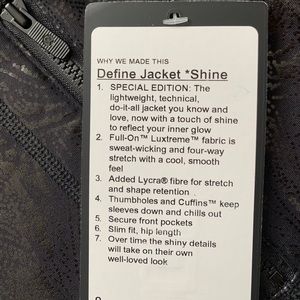 WHY WE MADE THIS
Define Jacket *Shine
1. SPECIAL EDITION: The
lightweight, technical,
do-it-all jacket you know and
love, now with a touch of shine
to reflect your inner glow
2. Full-On™ Luxtreme™ fabric is
sweat-wicking and four-way
stretch with a cool, smooth
feel
3. Added Lycra® fibre for stretch
and shape retention
4. Thumbholes and Cuffins™ keep
sleeves down and chills out
5. Secure front pockets
6. Slim fit, hip length
7. Over time the shiny details
will take on their own
well-loved look